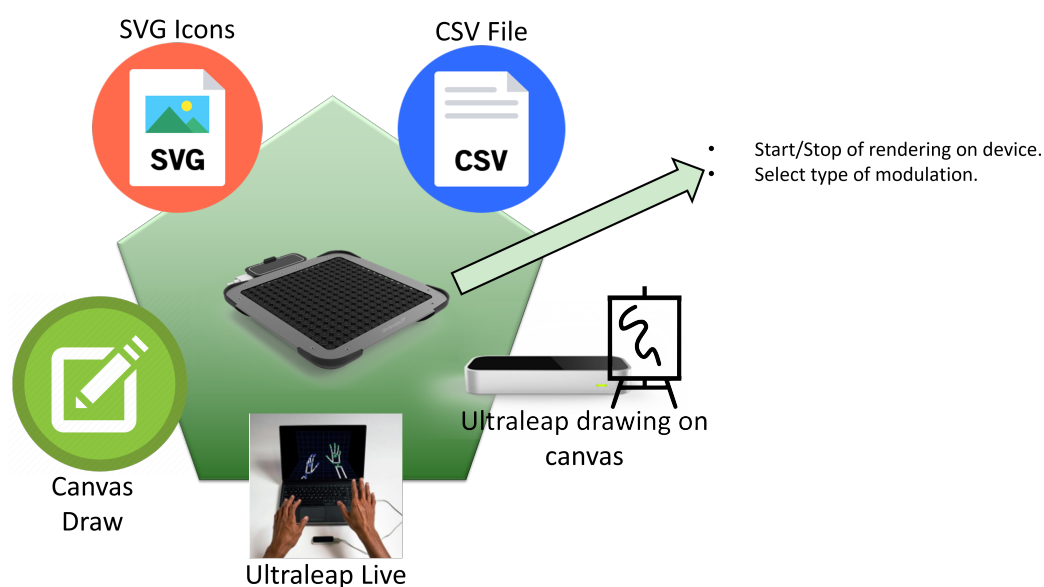 SVG Icons
CSV File
SVG
CSV
• Start/Stop of rendering on device.
• Select type of modulation.
Ultraleap drawing on
canvas
Canvas
Draw
Ultraleap Live